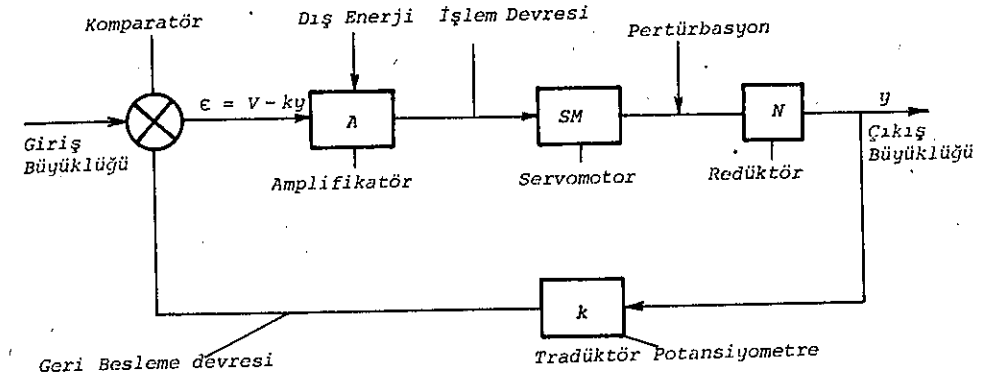 Komparatör
Dış Enerji
İşlem Devresi
Pertürbasyon
ϵ = V - ky
A
SM
N
y
Giriş
Büyüklüğü
Çıkış
Büyüklüğü
Amplifikatör
Servomotor
Redüktör
k
Geri Besleme devresi
Tradüktör Potansiyometre